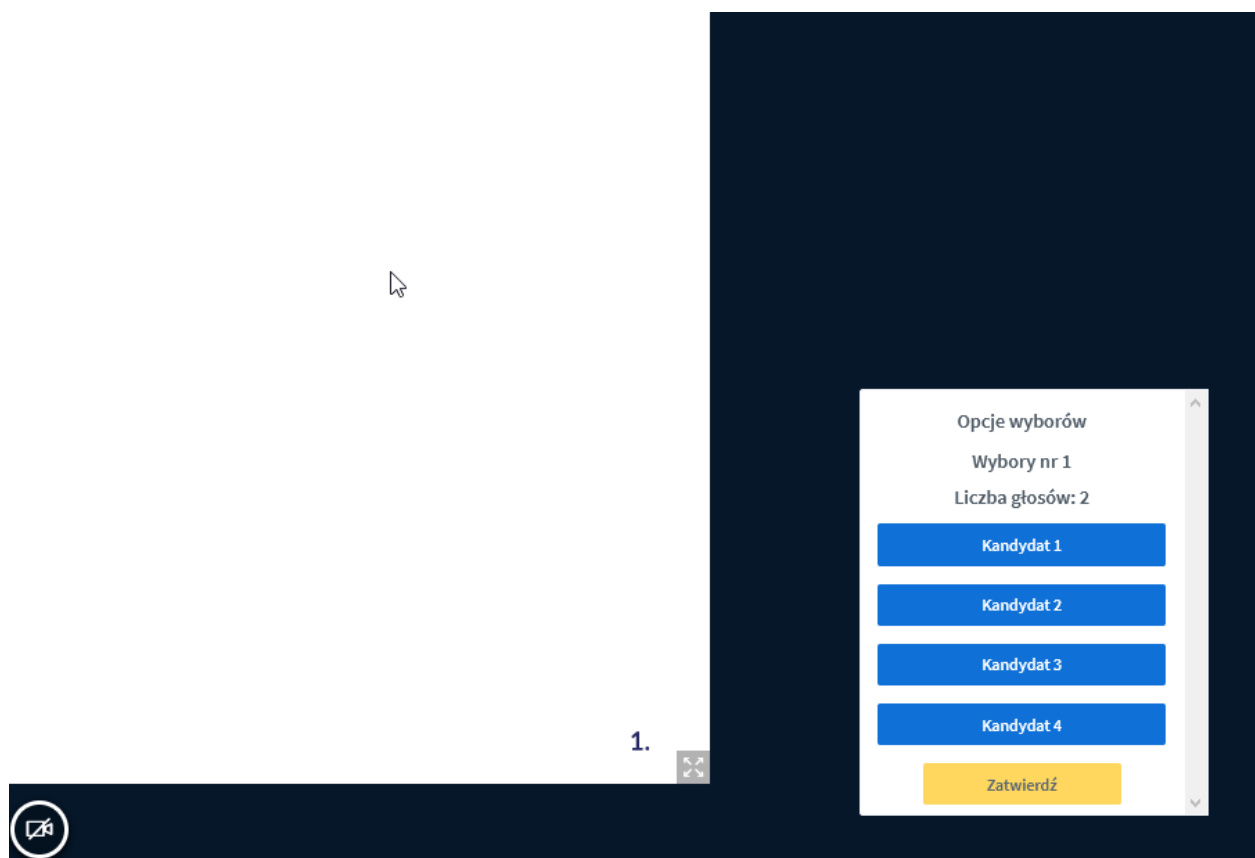 1.
Opcje wyborów
Wybory nr 1
Liczba głosów: 2
Kandydat 1
Kandydat 2
Kandydat 3
Kandydat 4
Zatwierdź